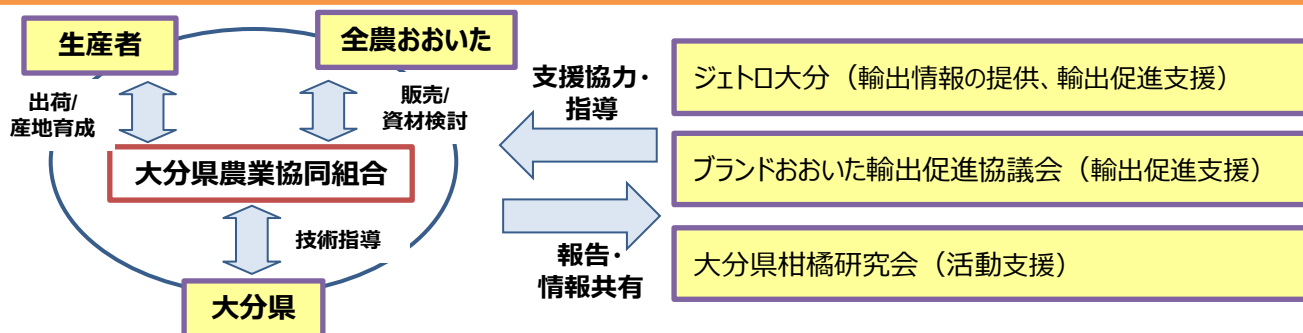 生産者
全農おおいた
出荷/
産地育成
販売/
資材検討
大分県農業協同組合
技術指導
大分県
支援協力・
指導
報告・
情報共有
ジェトロ大分（輸出情報の提供、輸出促進支援）
ブランドおおいた輸出促進協議会（輸出促進支援）
大分県柑橘研究会（活動支援）